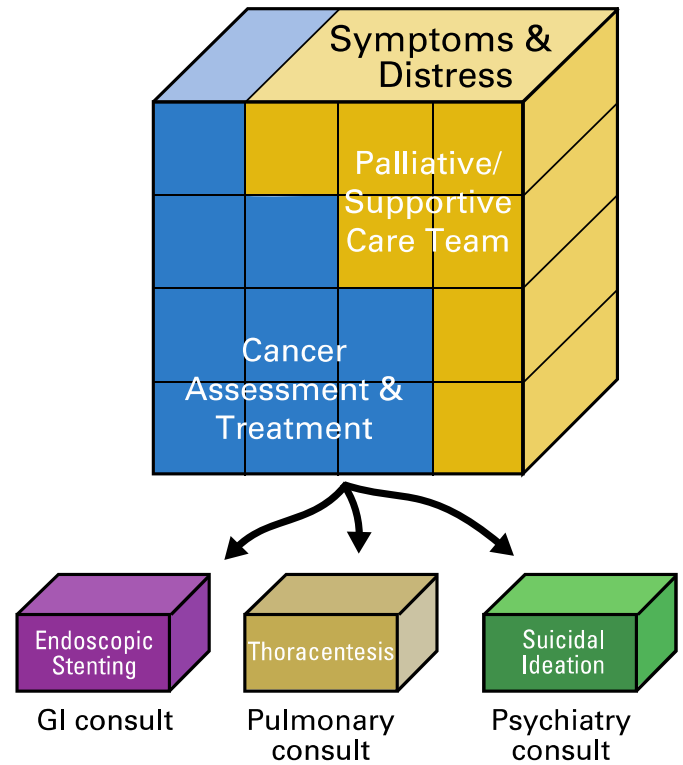 Symptoms &
Distress
Palliative/
Supportive
Care Team
Cancer
Assessment &
Treatment
Endoscopic
Stenting
GI consult
Thoracentesis
Pulmonary
consult
Suicidal
Ideation
Psychiatry
consult